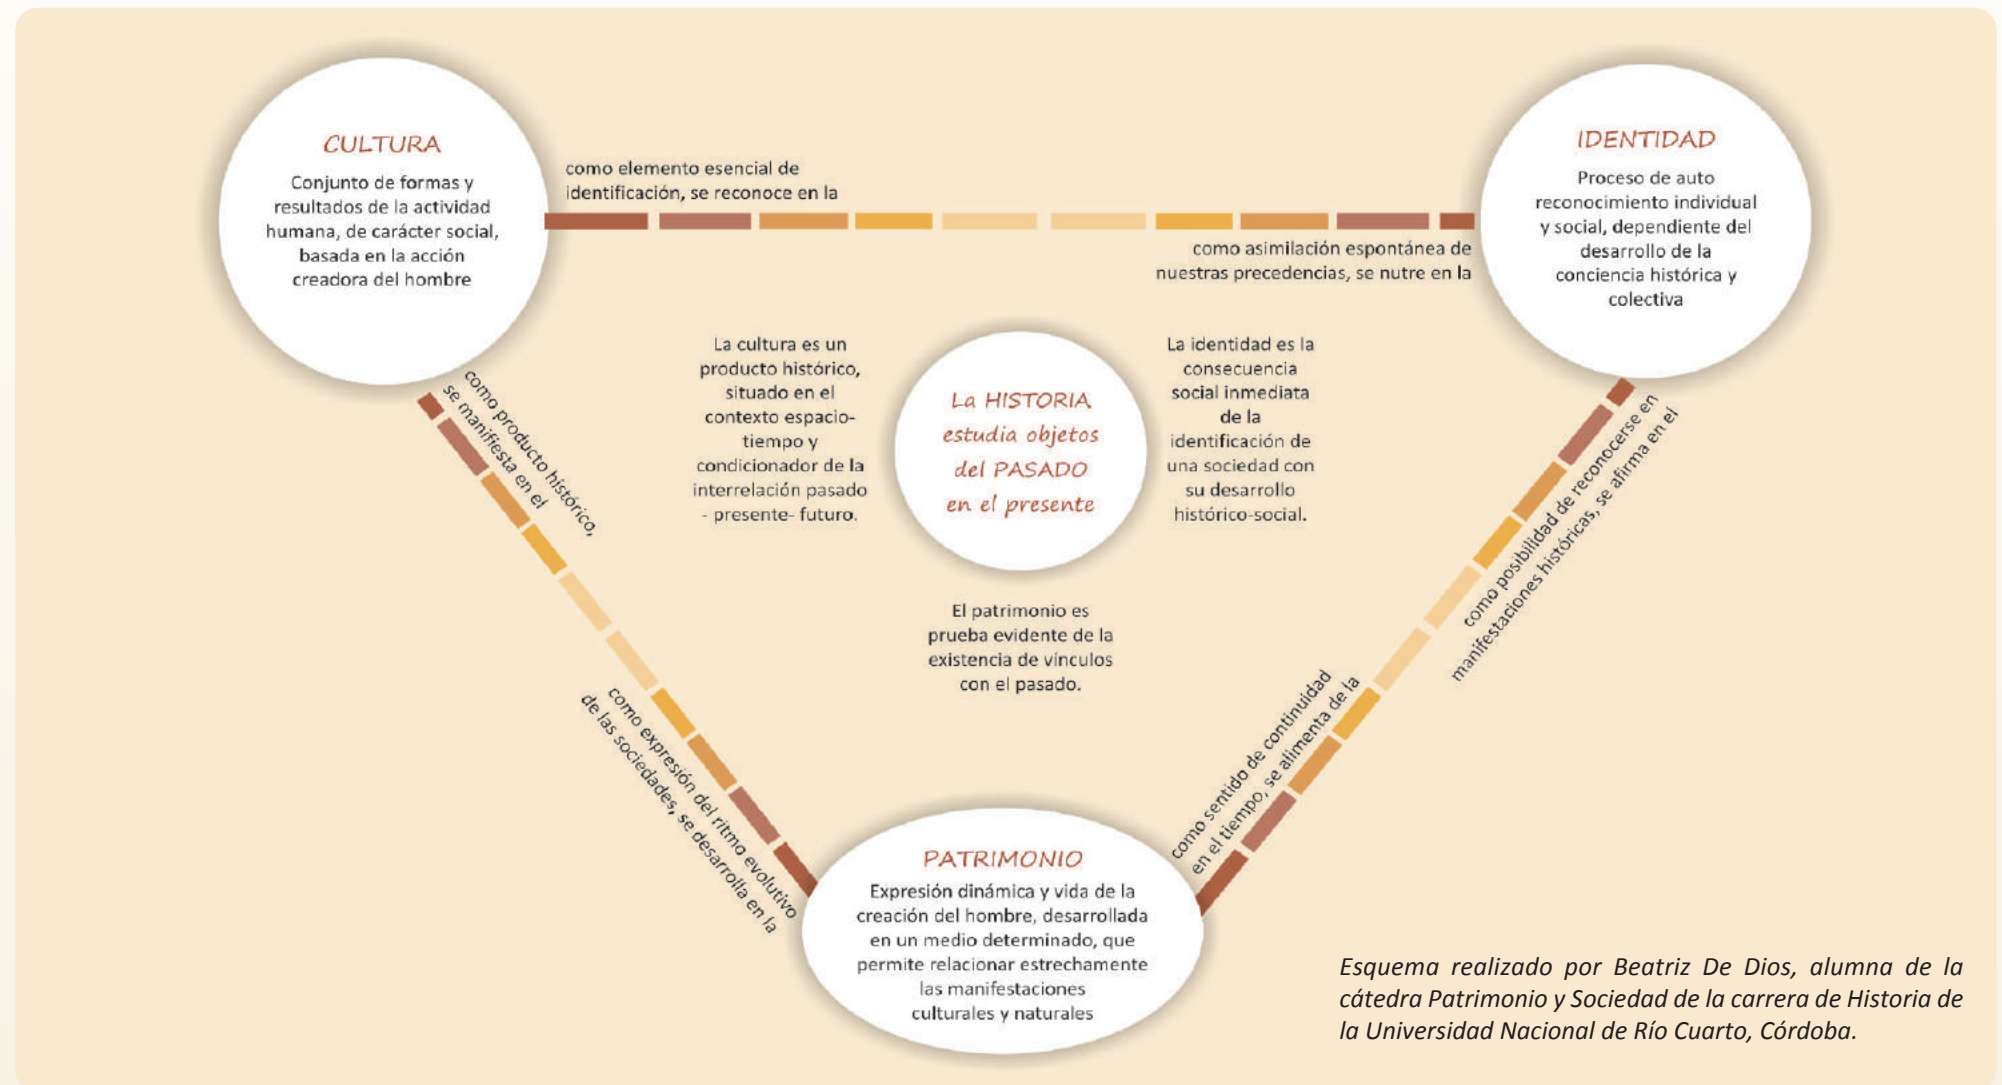 CULTURA
Conjunto de formas y
resultados de la actividad
humana, de carácter social,
basada en la acción
creadora del hombre
como elemento esencial de
identificación, se reconoce en la
IDENTIDAD
Proceso de auto
reconocimiento individual
y social, dependiente del
desarrollo de la
conciencia histórica y
colectiva
como asimilación espontánea de
nuestras precedencias, se nutre en la
La cultura es un
producto histórico,
situado en el
contexto espacio-
tiempo y
condicionador de la
interrelación pasado
- presente- futuro.
La HISTORIA
estudia objetos
del PASADO
en el presente
La identidad es la
consecuencia
social inmediata
de la
identificación de
una sociedad con
su desarrollo
histórico-social.
como producto histórico,
se manifiesta en el
como posibilidad de reconocerse en
manifestaciones históricas, se afirma en el
El patrimonio es
prueba evidente de la
existencia de vínculos
con el pasado.
como expresión del ritmo evolutivo
de las sociedades, se desarrolla en la
como sentido de continuidad
en el tiempo, se alimenta de la
PATRIMONIO
Expresión dinámica y vida de la
creación del hombre, desarrollada
en un medio determinado, que
permite relacionar estrechamente
las manifestaciones
culturales y naturales
Esquema realizado por Beatriz De Dios, alumna de la
cátedra Patrimonio y Sociedad de la carrera de Historia de
la Universidad Nacional de Río Cuarto, Córdoba.